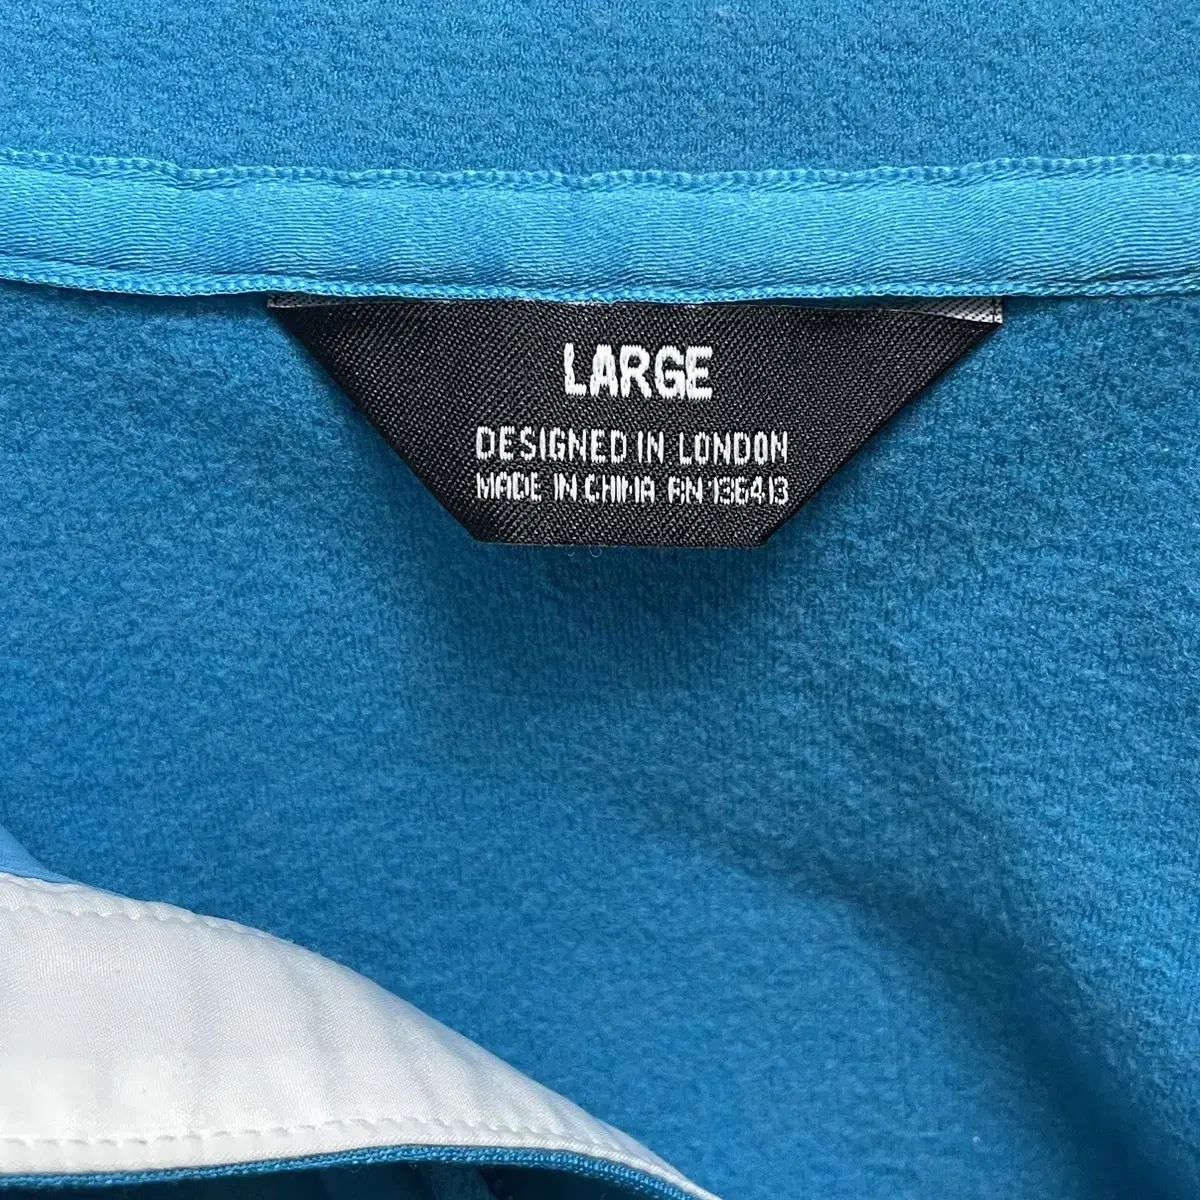 LARGE
DESIGNED IN LONDON
MADE IN CHINA RN 136413